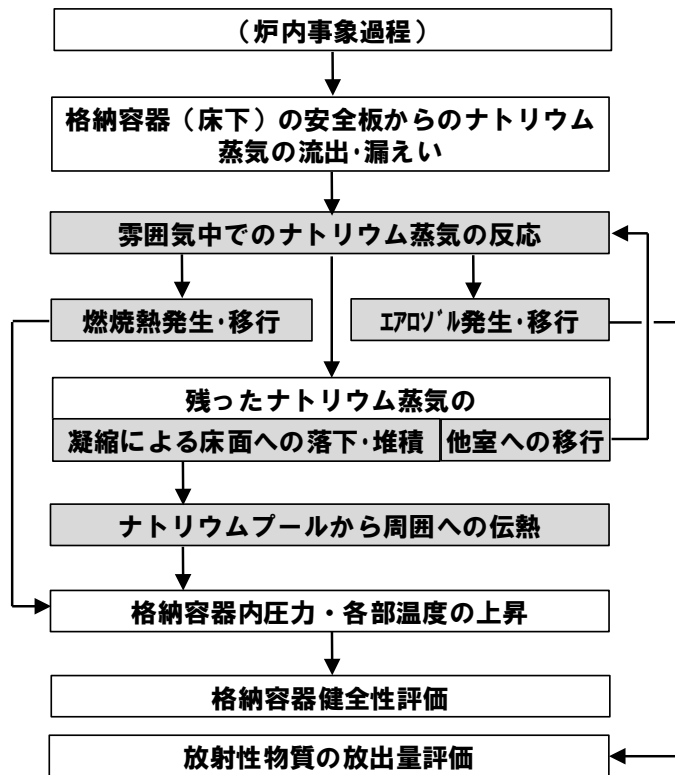 （炉内事象過程）
格納容器（床下）の安全板からのナトリウム
蒸気の流出･漏えい
雰囲気中でのナトリウム蒸気の反応
燃焼熱発生･移行
ｴｱﾛｿﾞﾙ発生･移行
残ったナトリウム蒸気の
凝縮による床面への落下･堆積
他室への移行
ナトリウムプールから周囲への伝熱
格納容器内圧力・各部温度の上昇
格納容器健全性評価
放射性物質の放出量評価